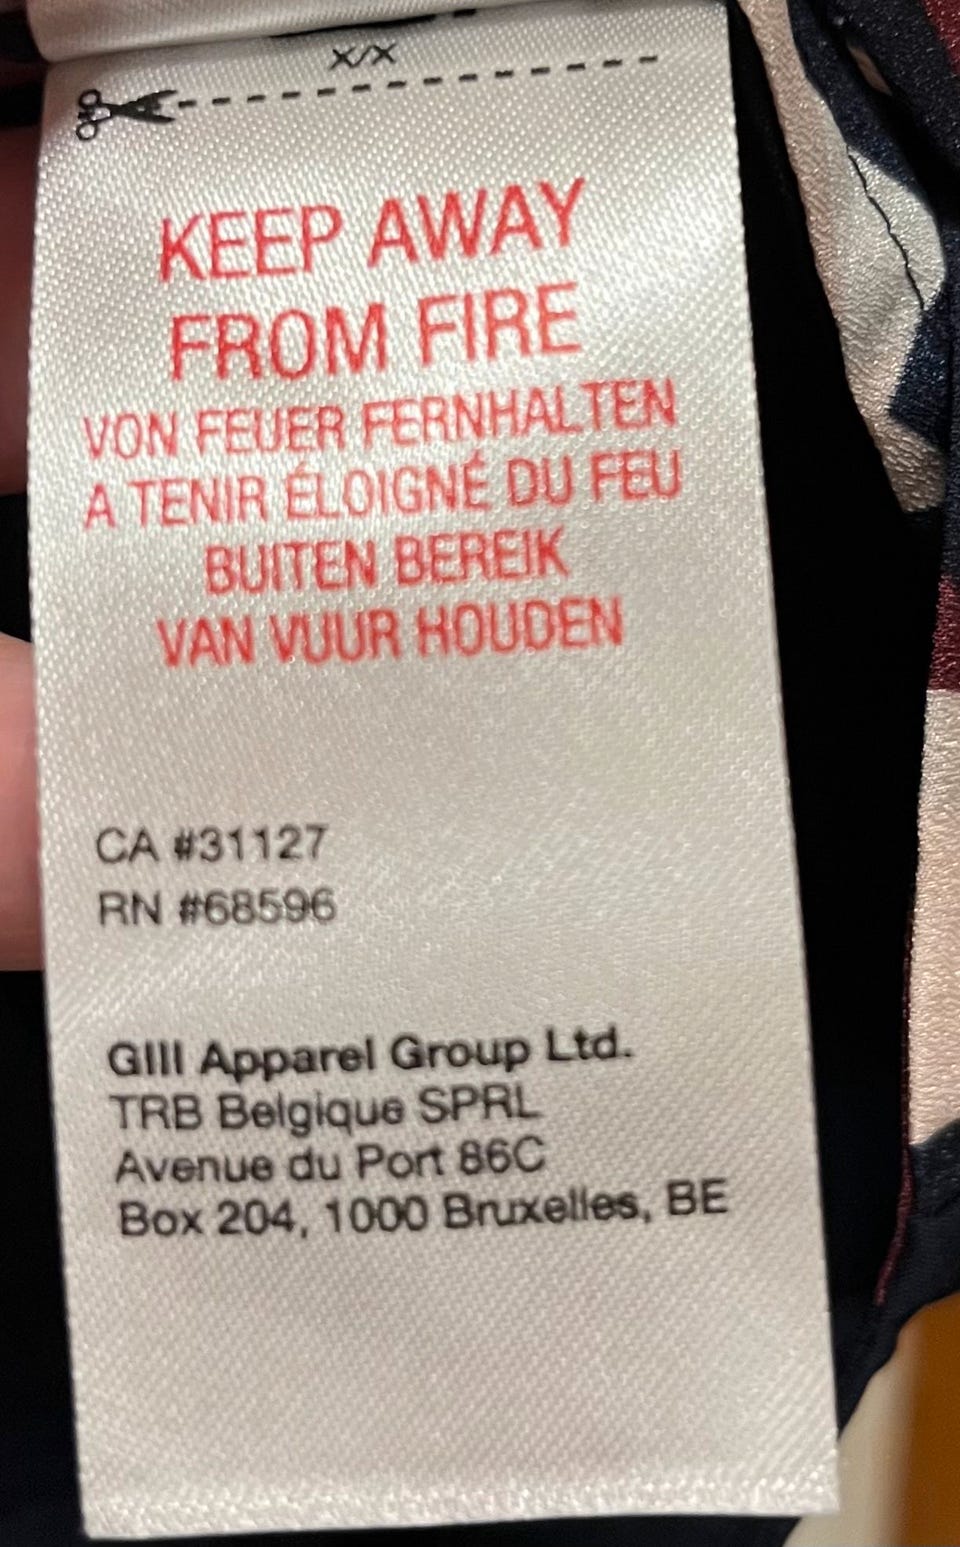 X/X
KEEP AWAY
FROM FIRE
VON FEUER FERNHALTEN
A TENIR ÉLOIGNÉ DU FEU
BUITEN BEREIK
VAN VUUR HOUDEN
CA #31127
RN #68596
GIII Apparel Group Ltd.
TRB Belgique SPRL
Avenue du Port 86C
Box 204, 1000 Bruxelles, BE